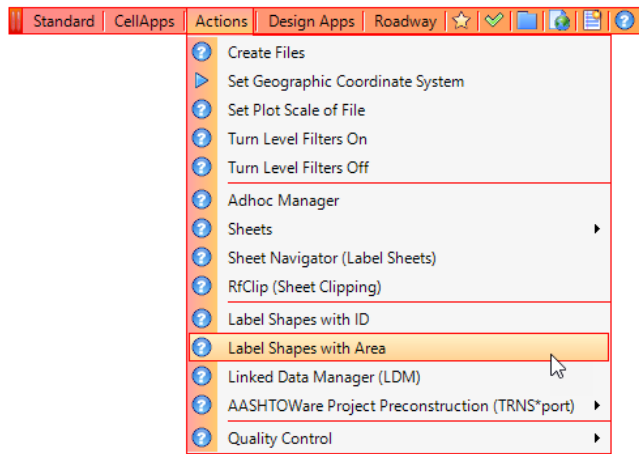 Standard CellApps Actions Design Apps Roadway
Create Files
Set Geographic Coordinate System
Set Plot Scale of File
Turn Level Filters On
Turn Level Filters Off
Adhoc Manager
Sheets
Sheet Navigator (Label Sheets)
RfClip (Sheet Clipping)
Label Shapes with ID
Label Shapes with Area
Linked Data Manager (LDM)
AASHTOWare Project Preconstruction (TRNS*port)
Quality Control